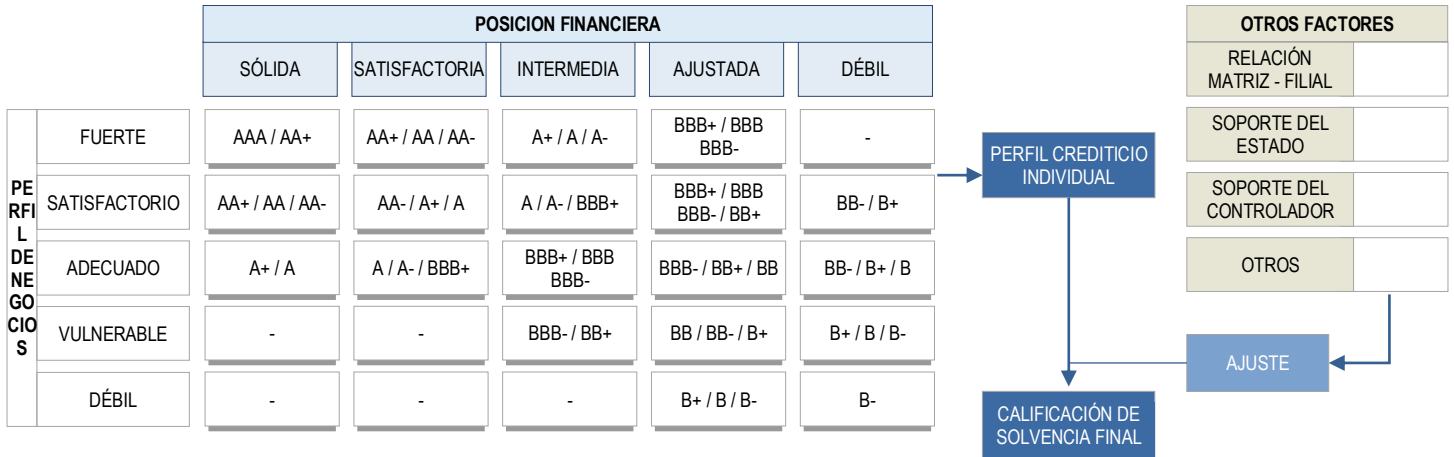 POSICION FINANCIERA
SÓLIDA SATISFACTORIA INTERMEDIA AJUSTADA DÉBIL
PE
RFI
L
DE
NE
GO
CIO
S
FUERTE AAA / AA+ AA+ / AA / AA- A+ / A / A- BBB+ / BBB
BBB- -
SATISFACTORIO AA+ / AA / AA- AA- / A+ / A A / A- / BBB+ BBB+ / BBB
BBB- / BB+ BB- / B+
ADECUADO A+ / A A / A- / BBB+ BBB+ / BBB
BBB- BBB- / BB+ / BB BB- / B+ / B
VULNERABLE - - BBB- / BB+ BB / BB- / B+ B+ / B / B-
DÉBIL - - - B+ / B / B- B-
PERFIL CREDITICIO
INDIVIDUAL
CALIFICACIÓN DE
SOLVENCIA FINAL
OTROS FACTORES
RELACIÓN
MATRIZ - FILIAL
SOPORTE DEL
ESTADO
SOPORTE DEL
CONTROLADOR
OTROS
AJUSTE